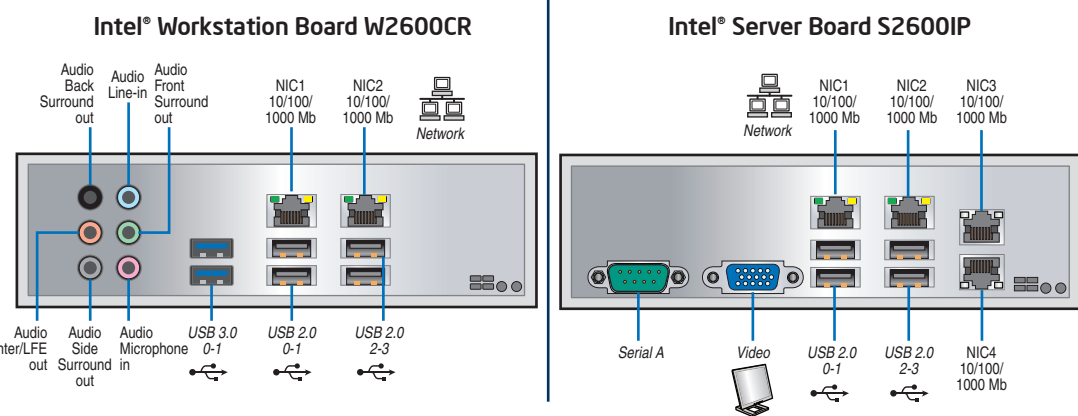 Intel® Workstation Board W2600CR
Audio
Back
Surround
out
Audio
Line-in
Audio
Front
Surround
out
NIC1
10/100/
1000 Mb
NIC2
10/100/
1000 Mb
Network
Audio
nter/LFE
out
Audio
Side
Surround
out
Audio
Microphone
in
USB 3.0
0-1
USB 2.0
0-1
USB 2.0
2-3
Intel® Server Board S2600IP
Network
NIC1
10/100/
1000 Mb
NIC2
10/100/
1000 Mb
NIC3
10/100/
1000 Mb
Serial A
Video
USB 2.0
0-1
USB 2.0
2-3
NIC4
10/100/
1000 Mb